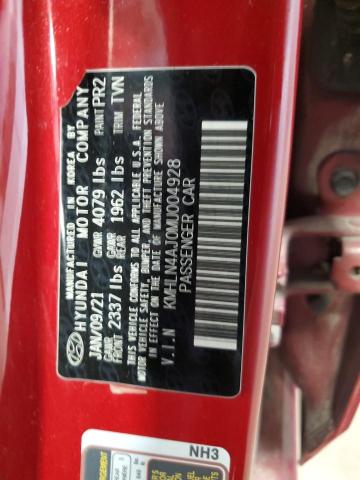 MANUFACTURED IN KOREA BY
HYUNDAI MOTOR COMPANY
JAN/09/21 GVWR 4079 lbs PAINT PR2
GAWR FRONT 2337 lbs GAWR REAR 1962 lbs TRIM TVN
THIS VEHICLE CONFORMS TO ALL APPLICABLE U.S.A. FEDERAL
MOTOR VEHICLE SAFETY, BUMPER, AND THEFT PREVENTION STANDARDS
IN EFFECT ON THE DATE OF MANUFACTURE SHOWN ABOVE.
V.I.N KMHLN4AJ0MU004928
PASSENGER CAR
NH3